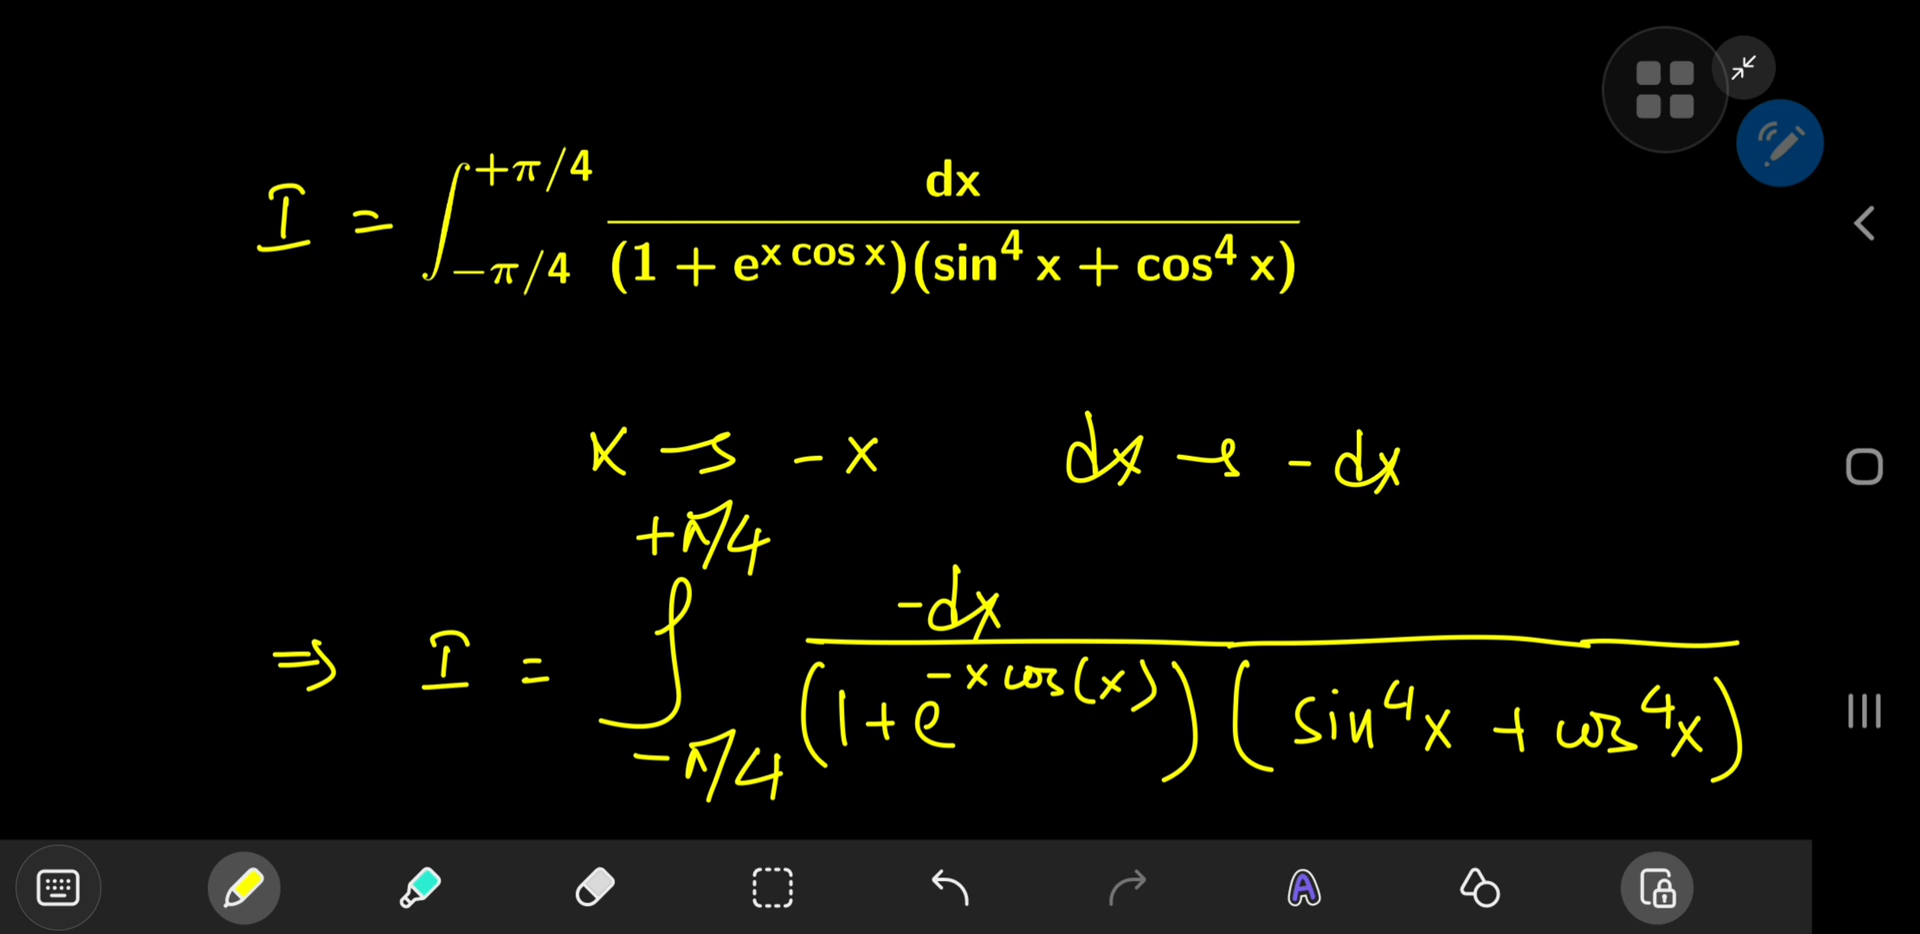 I = ∫_{-π/4}^{+π/4} dx / (1 + e^{x cos x})(sin⁴ x + cos⁴ x)
x → -x    dx → -dx
⇒ I = ∫_{-π/4}^{+π/4} -dx / (1+e^{-x cos(x)}) (sin⁴x + cos⁴x)
A